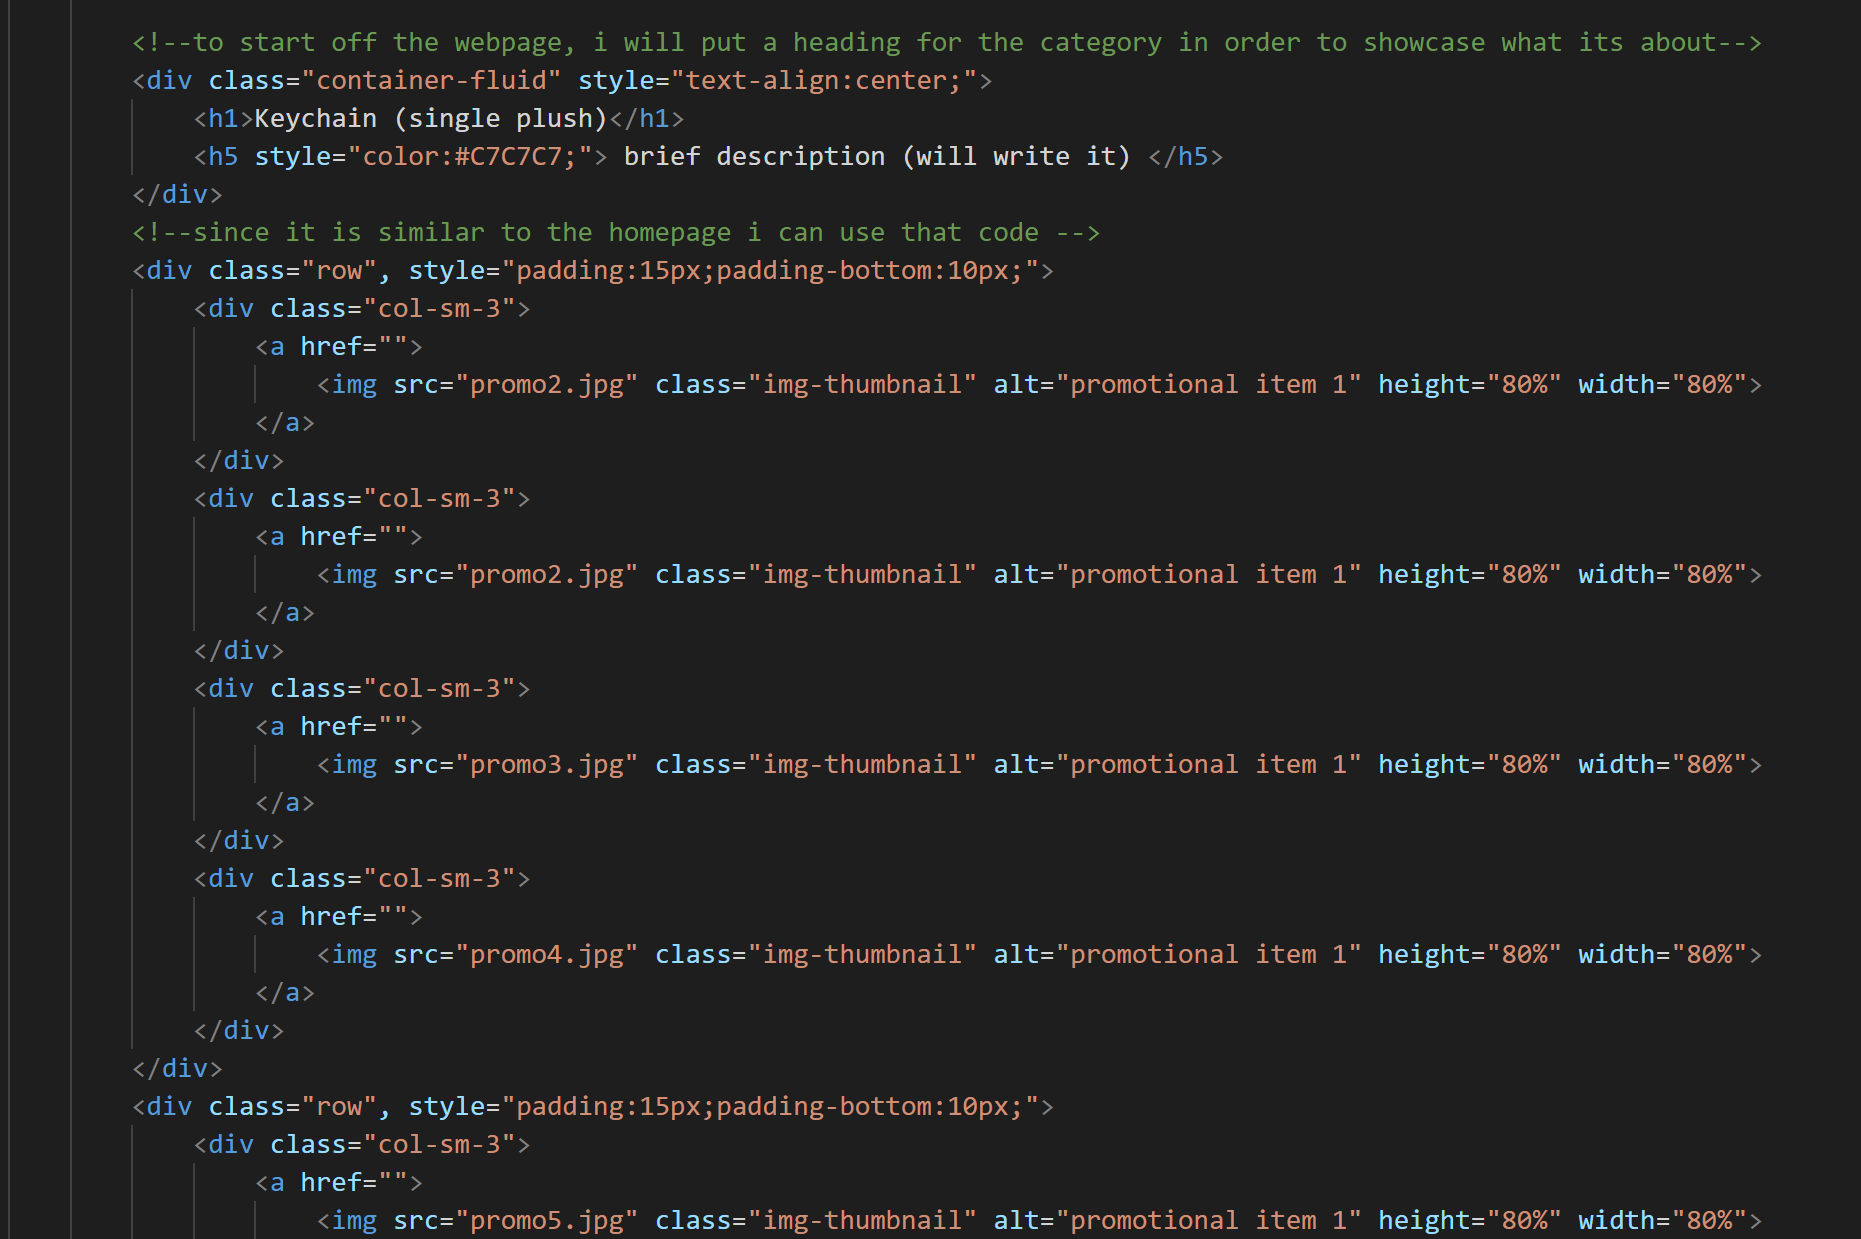 <!--to start off the webpage, i will put a heading for the category in order to showcase what its about-->
<div class="container-fluid" style="text-align:center;">
<h1>Keychain (single plush)</h1>
<h5 style="color:#C7C7C7;"> brief description (will write it) </h5>
</div>
<!--since it is similar to the homepage i can use that code -->
<div class="row", style="padding:15px;padding-bottom:10px;">
<div class="col-sm-3">
<a href="">
<img src="promo2.jpg" class="img-thumbnail" alt="promotional item 1" height="80%" width="80%">
</a>
</div>
<div class="col-sm-3">
<a href="">
<img src="promo2.jpg" class="img-thumbnail" alt="promotional item 1" height="80%" width="80%">
</a>
</div>
<div class="col-sm-3">
<a href="">
<img src="promo3.jpg" class="img-thumbnail" alt="promotional item 1" height="80%" width="80%">
</a>
</div>
<div class="col-sm-3">
<a href="">
<img src="promo4.jpg" class="img-thumbnail" alt="promotional item 1" height="80%" width="80%">
</a>
</div>
</div>
<div class="row", style="padding:15px;padding-bottom:10px;">
<div class="col-sm-3">
<a href="">
<img src="promo5.jpg" class="img-thumbnail" alt="promotional item 1" height="80%" width="80%">